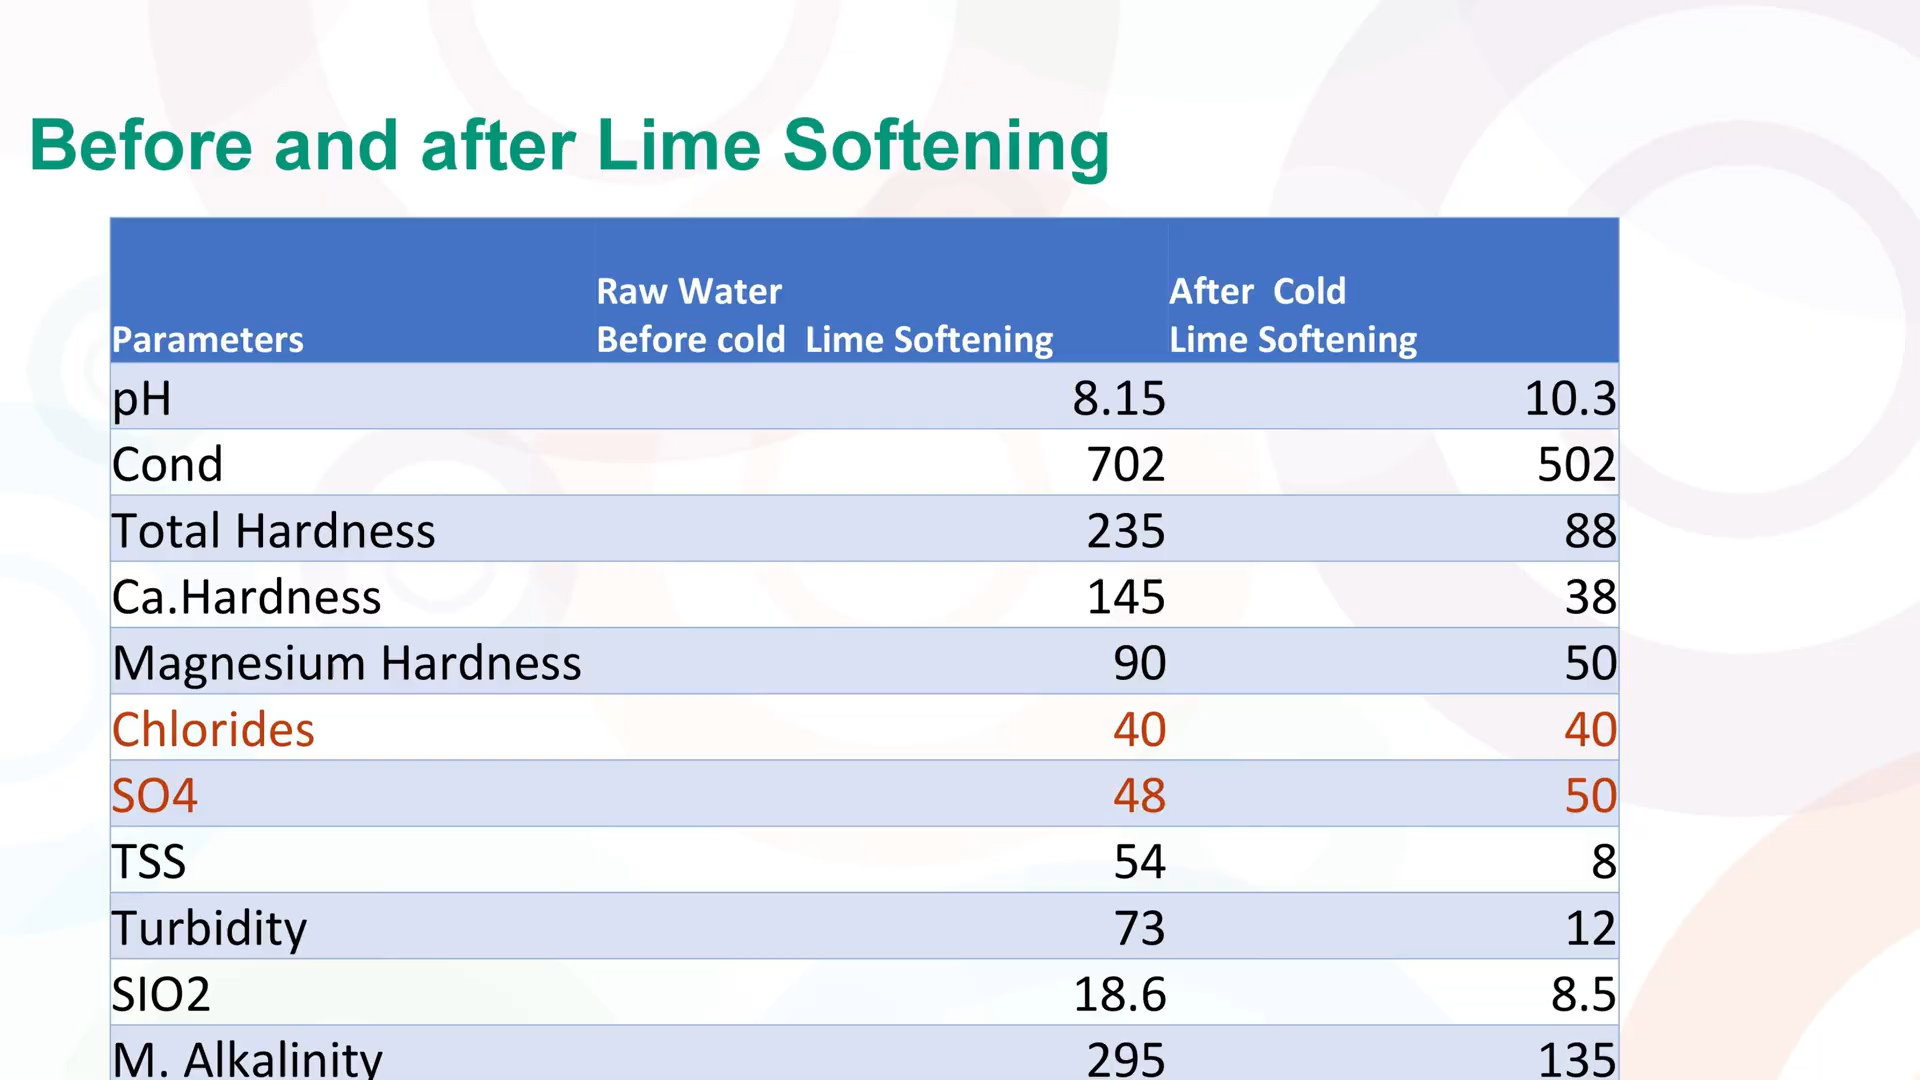 Before and after Lime Softening
Parameters
Raw Water
Before cold  Lime Softening
After  Cold
Lime Softening
pH 8.15 10.3
Cond 702 502
Total Hardness 235 88
Ca.Hardness 145 38
Magnesium Hardness 90 50
Chlorides 40 40
SO4 48 50
TSS 54 8
Turbidity 73 12
SIO2 18.6 8.5
M. Alkalinity 295 135